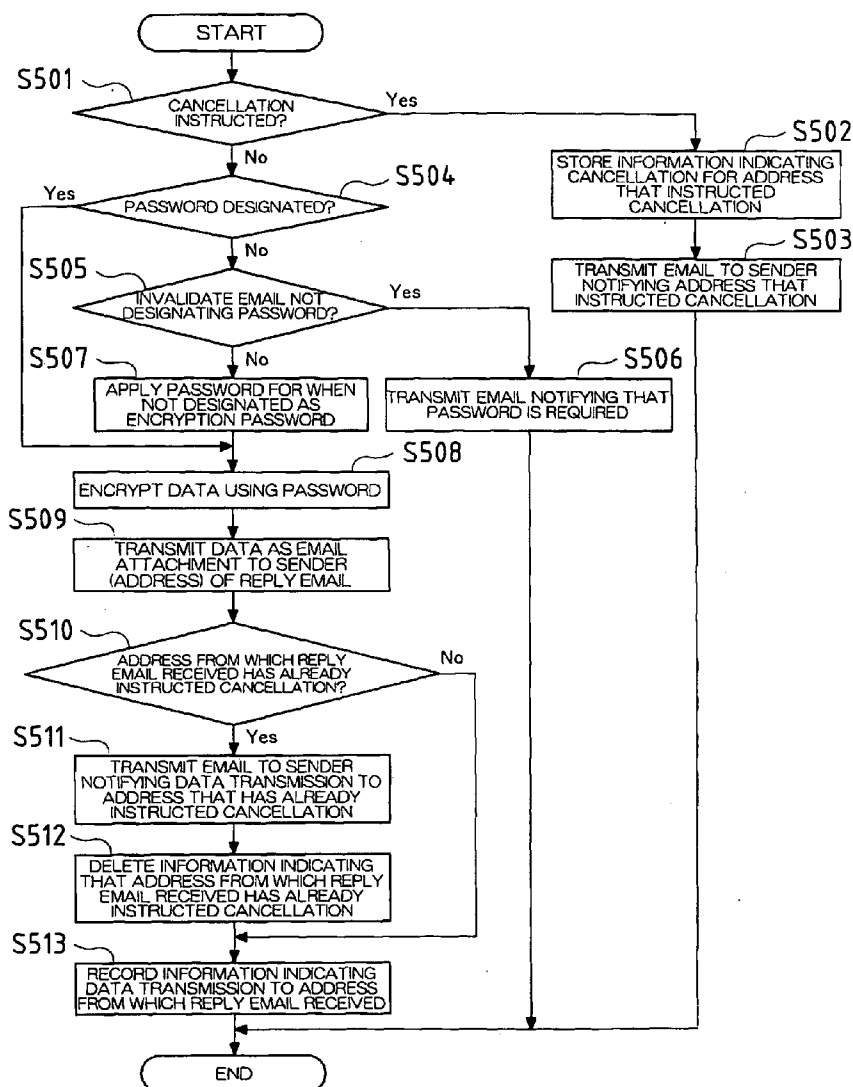 START
S501
CANCELLATION
INSTRUCTED?
Yes
No
S502
STORE INFORMATION INDICATING
CANCELLATION FOR ADDRESS
THAT INSTRUCTED
CANCELLATION
S503
TRANSMIT EMAIL TO SENDER
NOTIFYING ADDRESS THAT
INSTRUCTED CANCELLATION
S504
Yes
PASSWORD DESIGNATED?
No
S505
INVALIDATE EMAIL NOT
DESIGNATING PASSWORD?
Yes
No
S506
TRANSMIT EMAIL NOTIFYING THAT
PASSWORD IS REQUIRED
S507
APPLY PASSWORD FOR WHEN
NOT DESIGNATED AS
ENCRYPTION PASSWORD
S508
ENCRYPT DATA USING PASSWORD
S509
TRANSMIT DATA AS EMAIL
ATTACHMENT TO SENDER
(ADDRESS) OF REPLY EMAIL
S510
ADDRESS FROM WHICH REPLY
EMAIL RECEIVED HAS ALREADY
INSTRUCTED CANCELLATION?
No
Yes
S511
TRANSMIT EMAIL TO SENDER
NOTIFYING DATA TRANSMISSION TO
ADDRESS THAT HAS ALREADY
INSTRUCTED CANCELLATION
S512
DELETE INFORMATION INDICATING
THAT ADDRESS FROM WHICH REPLY
EMAIL RECEIVED HAS ALREADY
INSTRUCTED CANCELLATION
S513
RECORD INFORMATION INDICATING
DATA TRANSMISSION TO ADDRESS
FROM WHICH REPLY EMAIL RECEIVED
END